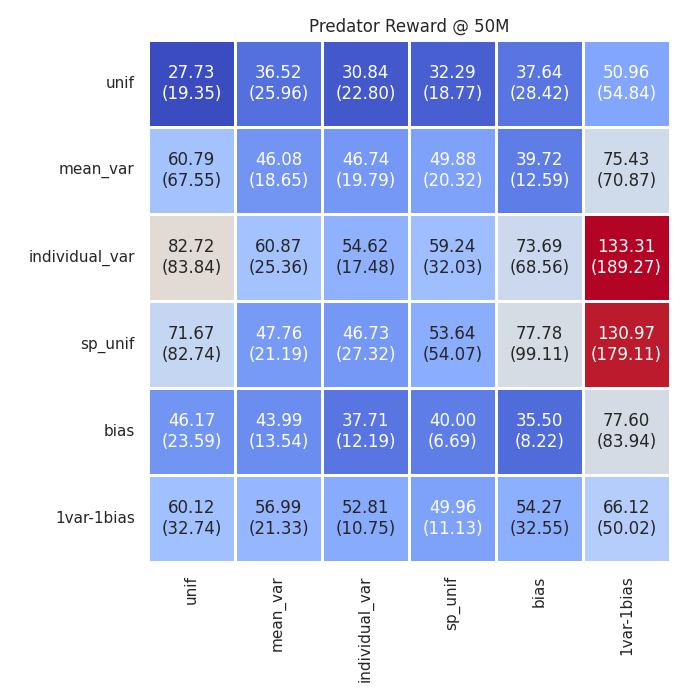 Predator Reward @ 50M
unif 27.73 36.52 30.84 32.29 37.64 50.96
(19.35) (25.96) (22.80) (18.77) (28.42) (54.84)
mean_var 60.79 46.08 46.74 49.88 39.72 75.43
(67.55) (18.65) (19.79) (20.32) (12.59) (70.87)
individual_var 82.72 60.87 54.62 59.24 73.69 133.31
(83.84) (25.36) (17.48) (32.03) (68.56) (189.27)
sp_unif 71.67 47.76 46.73 53.64 77.78 130.97
(82.74) (21.19) (27.32) (54.07) (99.11) (179.11)
bias 46.17 43.99 37.71 40.00 35.50 77.60
(23.59) (13.54) (12.19) (6.69) (8.22) (83.94)
1var-1bias 60.12 56.99 52.81 49.96 54.27 66.12
(32.74) (21.33) (10.75) (11.13) (32.55) (50.02)
unif mean_var individual_var sp_unif bias 1var-1bias